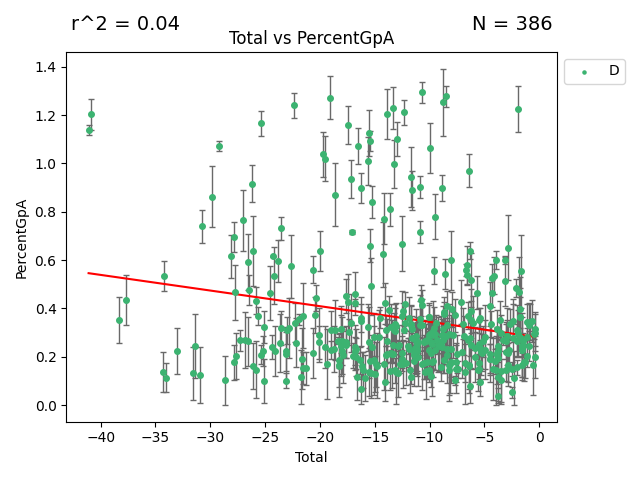 r^2 = 0.04
N = 386
Total vs PercentGpA
D
PercentGpA
1.4
1.2
1.0
0.8
0.6
0.4
0.2
0.0
−40 −35 −30 −25 −20 −15 −10 −5 0
Total